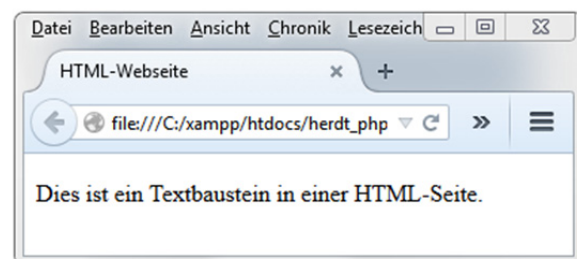 Datei Bearbeiten Ansicht Chronik Lesezeich
HTML-Webseite
file:///C:/xampp/htdocs/herdt_php
Dies ist ein Textbaustein in einer HTML-Seite.